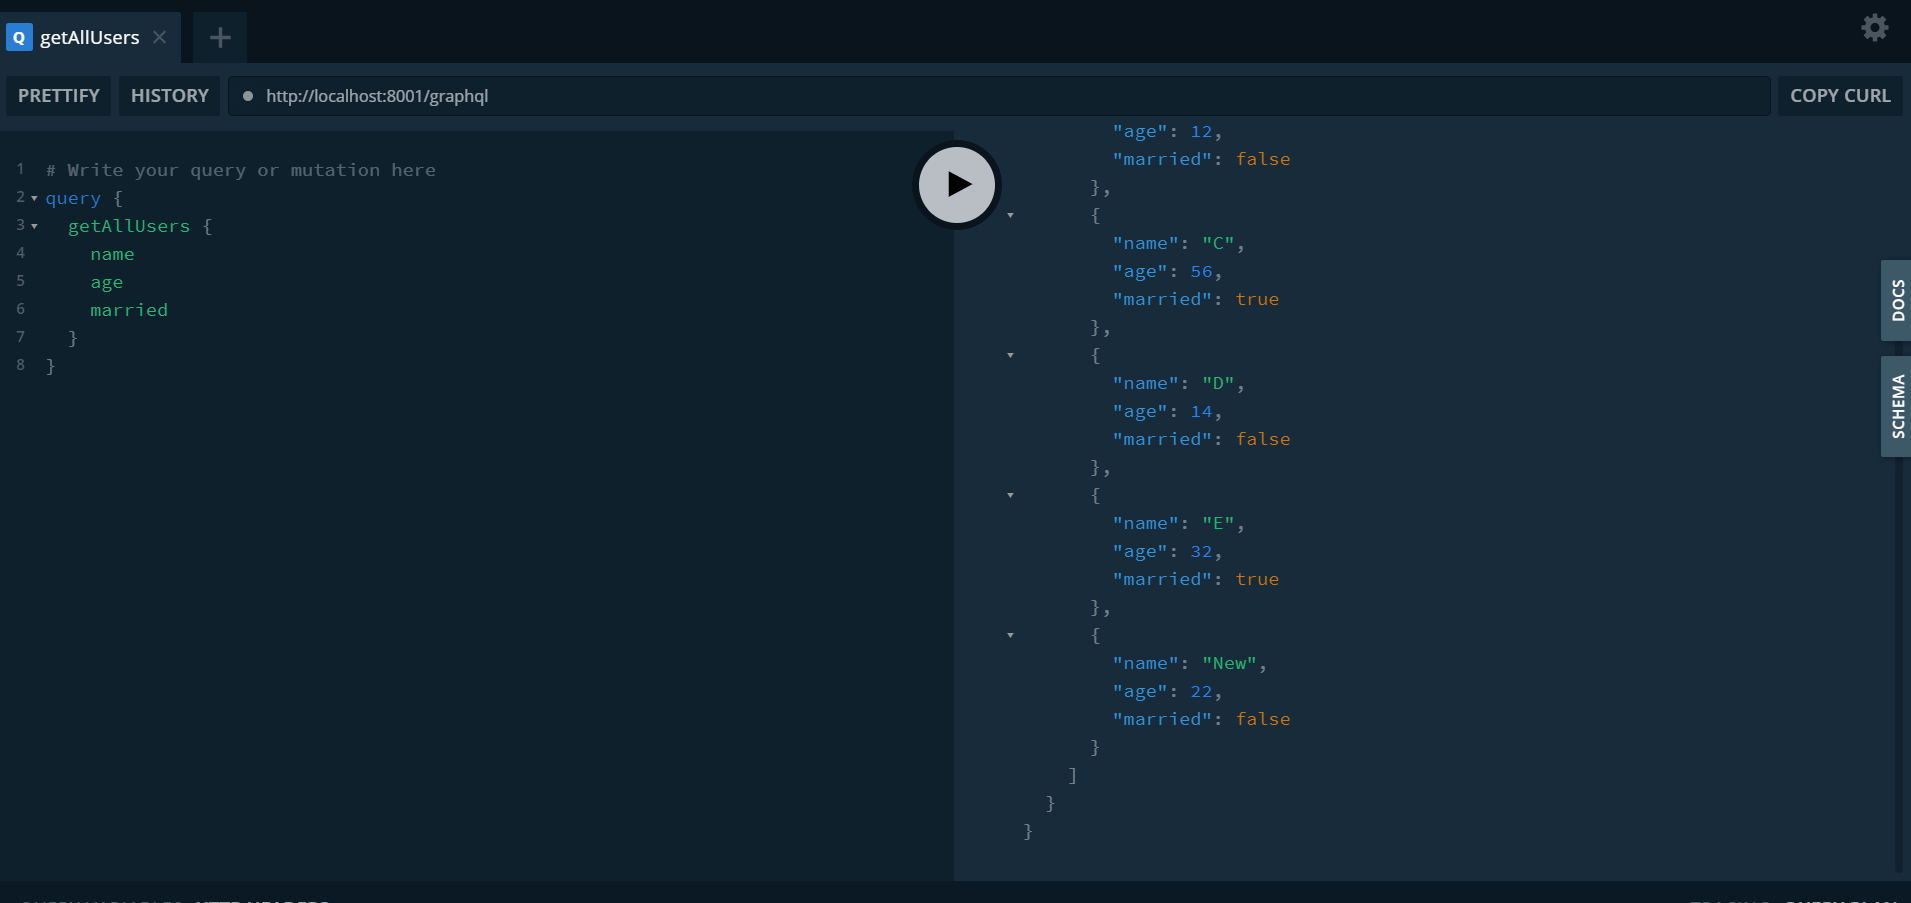 Q getAllUsers
PRETTIFY HISTORY http://localhost:8001/graphql COPY CURL
1 # Write your query or mutation here
2 query {
3 getAllUsers {
4 name
5 age
6 married
7 }
8 }
"age": 12,
"married": false
},
{
"name": "C",
"age": 56,
"married": true
},
{
"name": "D",
"age": 14,
"married": false
},
{
"name": "E",
"age": 32,
"married": true
},
{
"name": "New",
"age": 22,
"married": false
}
]
}
}
DOCS
SCHEMA